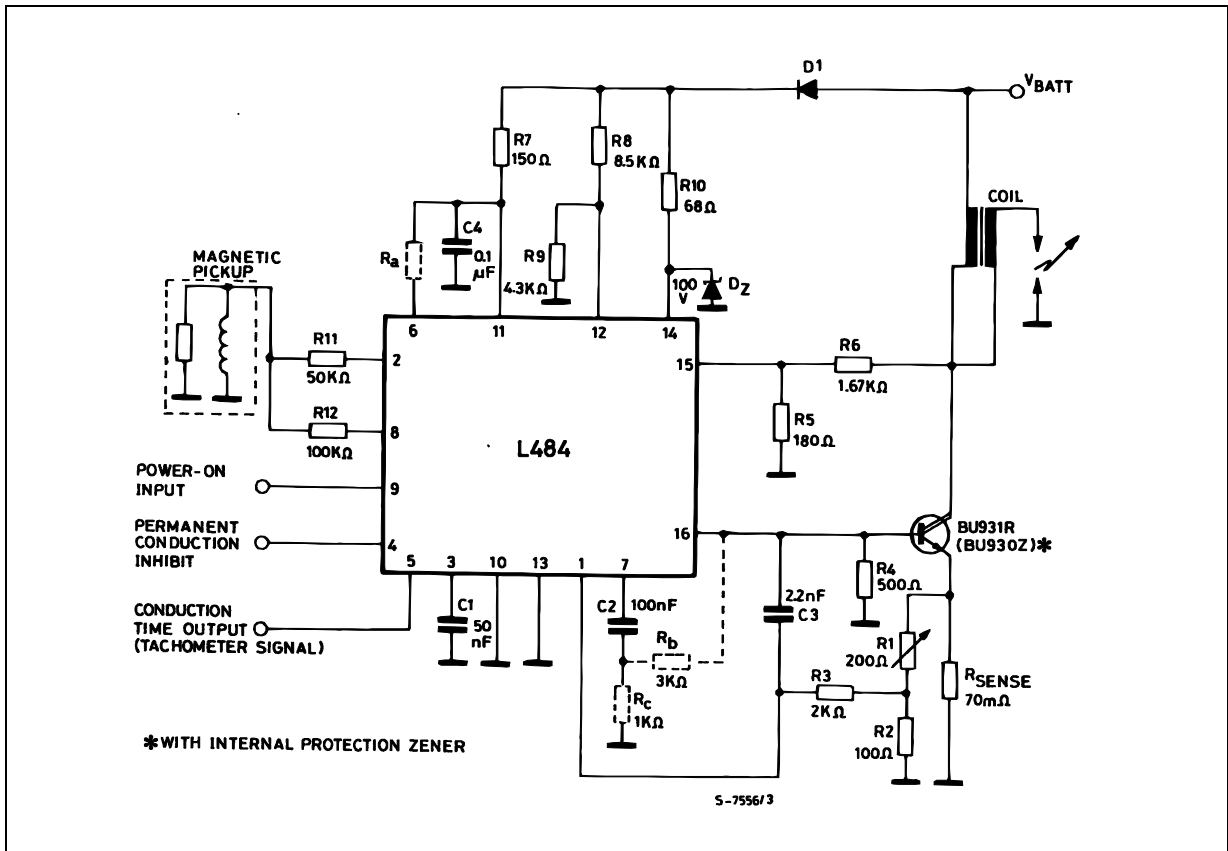 D1
VBATT
R7
150Ω
R8
8.5KΩ
R10
68Ω
COIL
MAGNETIC
PICKUP
Ra
C4
0.1
μF
R9
4.3KΩ
100
V
DZ
6
11
12
14
R11
50KΩ
2
15
R6
1.67KΩ
R12
100KΩ
8
R5
180Ω
L484
POWER-ON
INPUT
9
PERMANENT
CONDUCTION
INHIBIT
4
16
BU931R
(BU930Z)*
5
3
10
13
1
7
R4
500Ω
CONDUCTION
TIME OUTPUT
(TACHOMETER SIGNAL)
C1
50
nF
C2
100nF
2.2nF
C3
Rb
3KΩ
R1
200Ω
RSENSE
70mΩ
Rc
1KΩ
R3
2KΩ
R2
100Ω
*WITH INTERNAL PROTECTION ZENER
S-7556/3